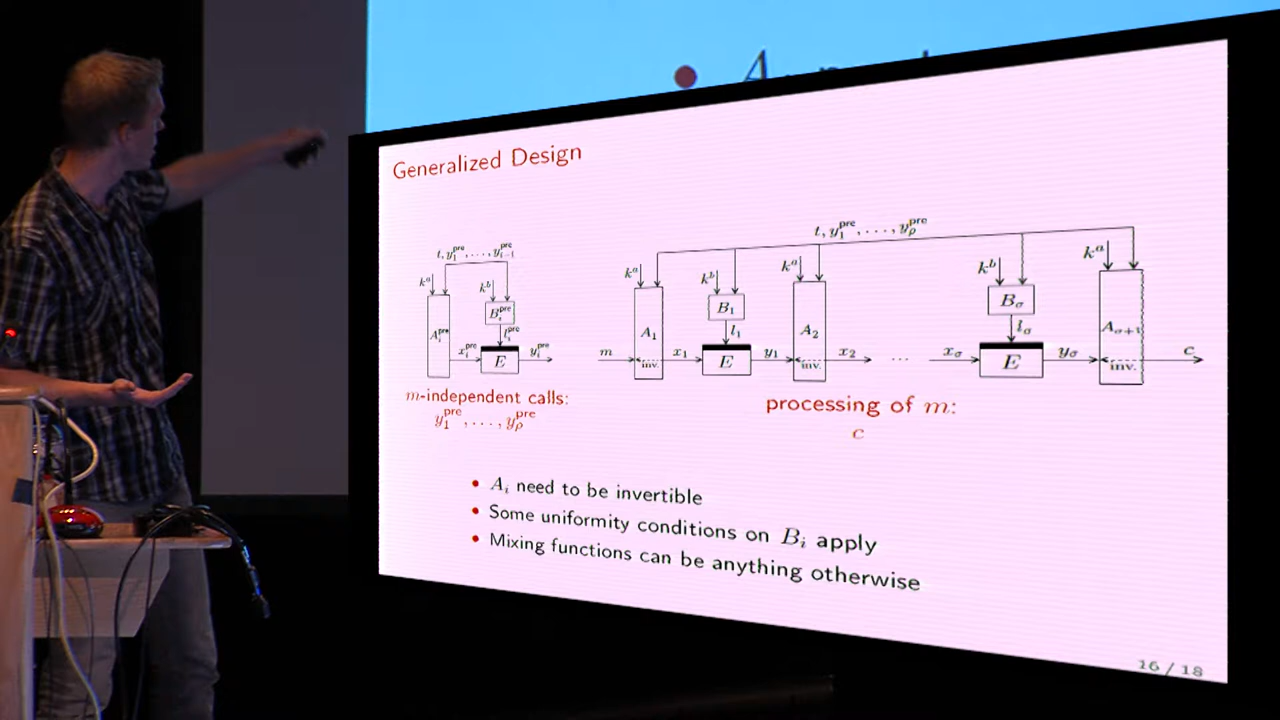 Generalized Design
t, y₁ᵖʳᵉ, . . . , yᵢ₋₁ᵖʳᵉ
kᵃ
kᵇ
Aᵢᵖʳᵉ
Bᵢᵖʳᵉ
lᵢᵖʳᵉ
xᵢᵖʳᵉ E yᵢᵖʳᵉ
m-independent calls:
y₁ᵖʳᵉ, . . . , yρᵖʳᵉ
t, y₁ᵖʳᵉ, . . . , yρᵖʳᵉ
kᵃ kᵇ kᵃ kᵇ kᵃ
A₁ B₁ A₂ Bσ Aσ+1
l₁ lσ
m x₁ E y₁ x₂ . . . xσ E yσ c
inv. inv. inv.
processing of m:
c
• Aᵢ need to be invertible
• Some uniformity conditions on Bᵢ apply
• Mixing functions can be anything otherwise
16 / 18